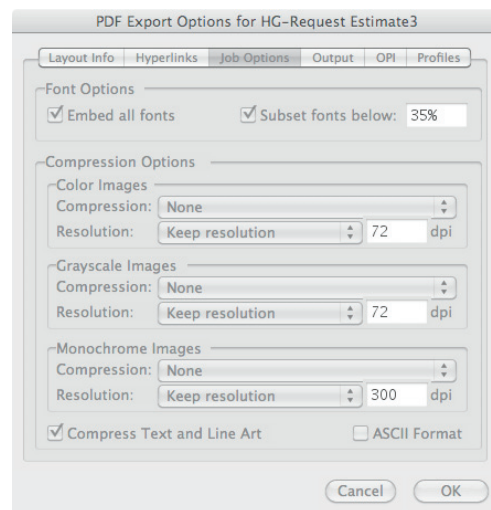 PDF Export Options for HG-Request Estimate3
Layout Info Hyperlinks Job Options Output OPI Profiles
Font Options
Embed all fonts Subset fonts below: 35%
Compression Options
Color Images
Compression: None
Resolution: Keep resolution 72 dpi
Grayscale Images
Compression: None
Resolution: Keep resolution 72 dpi
Monochrome Images
Compression: None
Resolution: Keep resolution 300 dpi
Compress Text and Line Art ASCII Format
Cancel OK